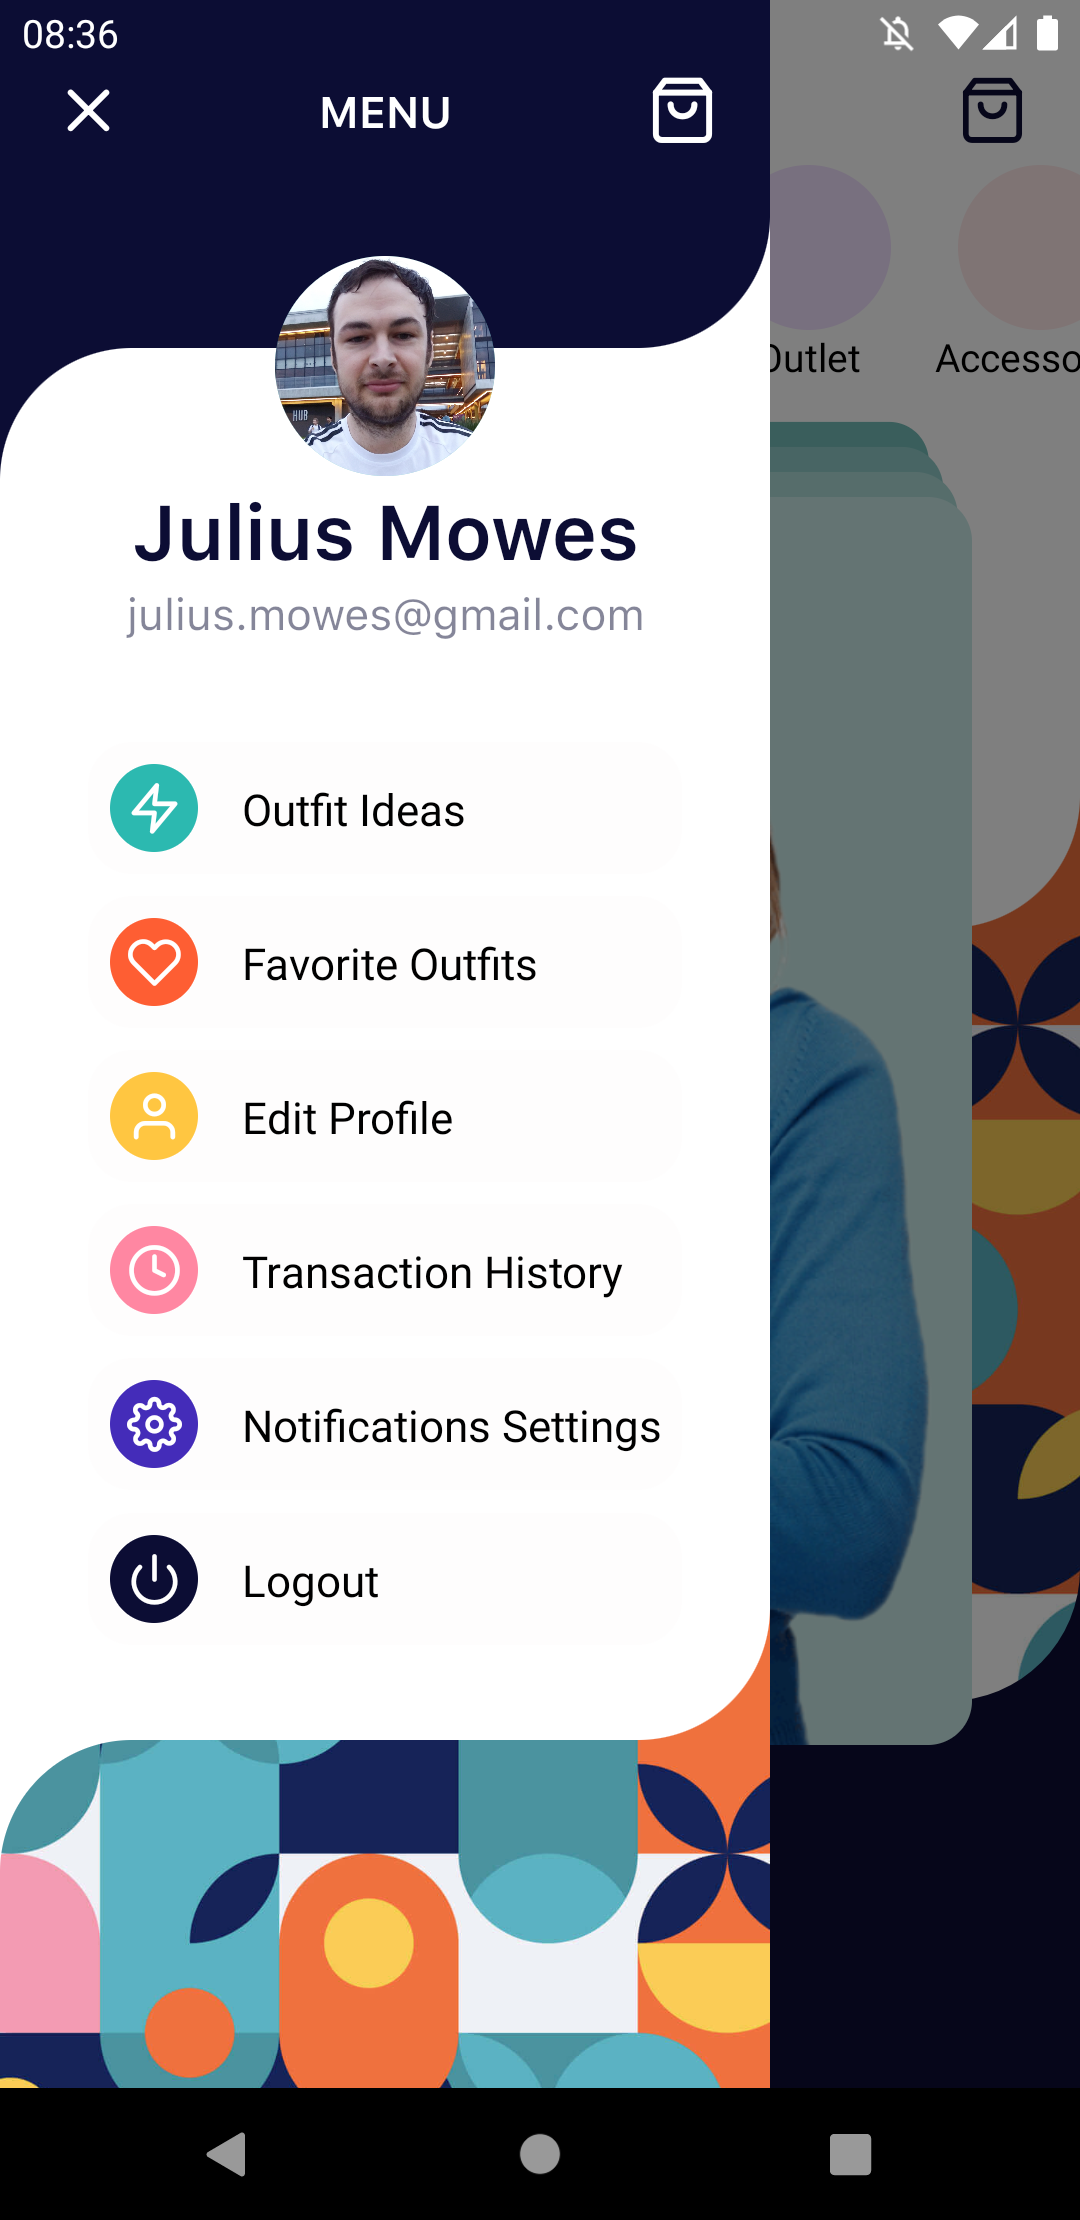 08:36
MENU
Outlet
Accesso
HUB
Julius Mowes
julius.mowes@gmail.com
Outfit Ideas
Favorite Outfits
Edit Profile
Transaction History
Notifications Settings
Logout